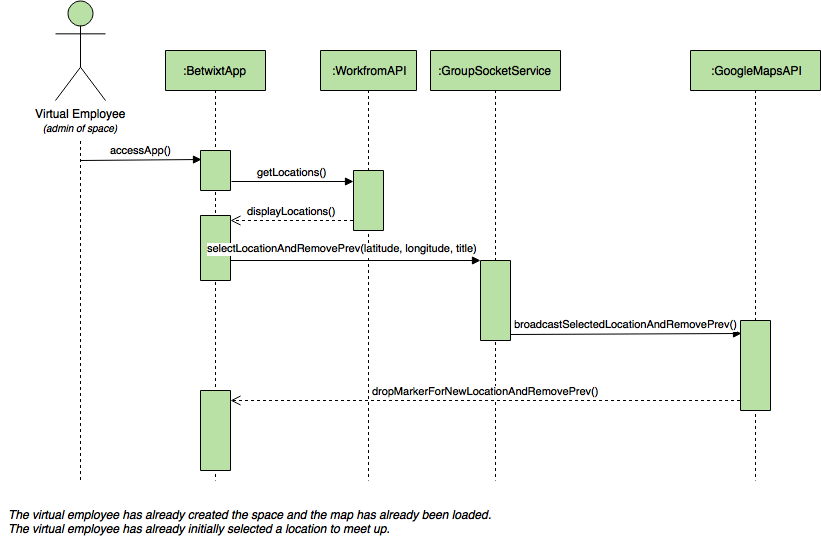 :BetwixtApp
:WorkfromAPI
:GroupSocketService
:GoogleMapsAPI
Virtual Employee
(admin of space)
accessApp()
getLocations()
displayLocations()
selectLocationAndRemovePrev(latitude, longitude, title)
broadcastSelectedLocationAndRemovePrev()
dropMarkerForNewLocationAndRemovePrev()
The virtual employee has already created the space and the map has already been loaded.
The virtual employee has already initially selected a location to meet up.